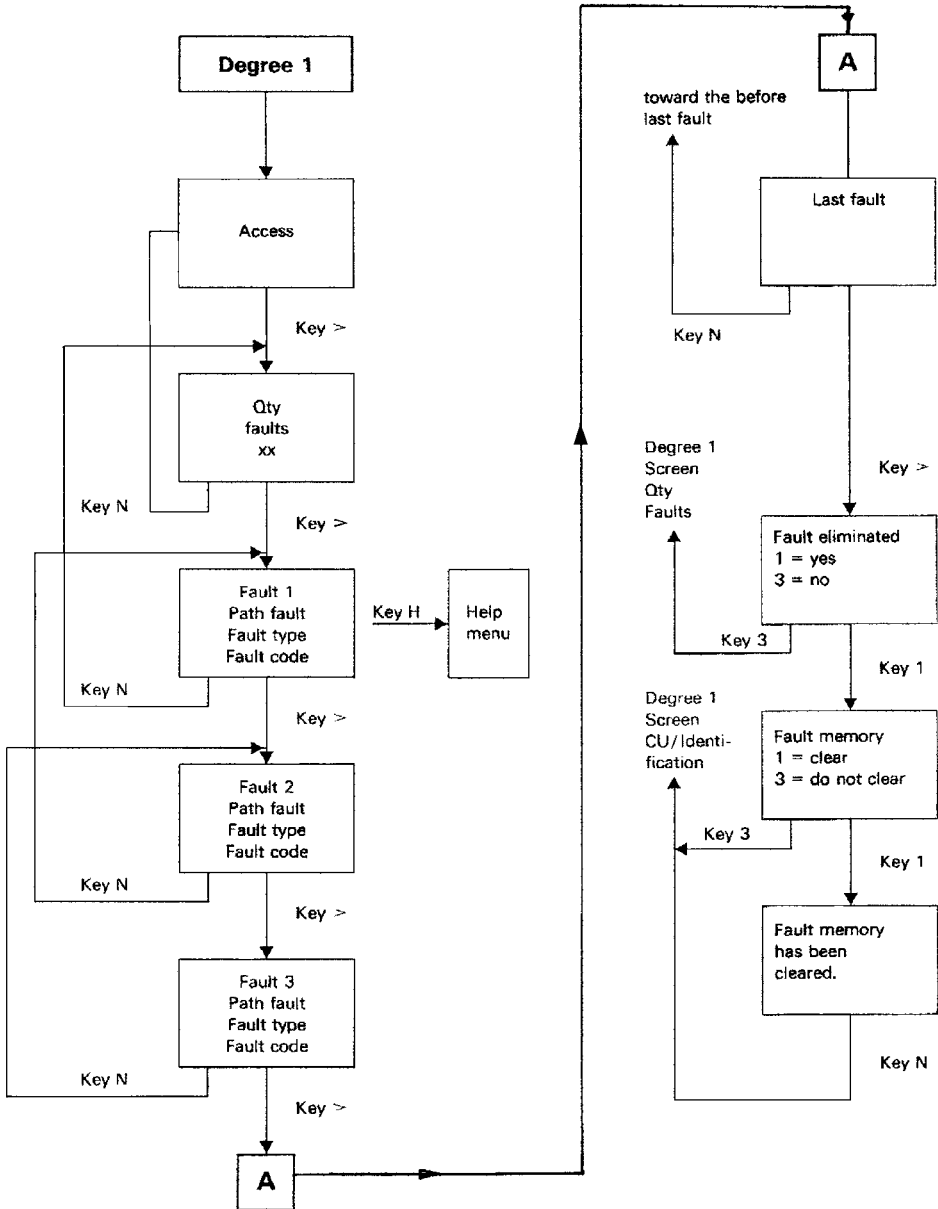 Degree 1
Access
Key >
Qty
faults
xx
Key N
Key >
Fault 1
Path fault
Fault type
Fault code
Key H
Help
menu
Key N
Key >
Fault 2
Path fault
Fault type
Fault code
Key N
Key >
Fault 3
Path fault
Fault type
Fault code
Key N
Key >
A
A
toward the before
last fault
Last fault
Key N
Key >
Degree 1
Screen
Qty
Faults
Fault eliminated
1 = yes
3 = no
Key 3
Key 1
Degree 1
Screen
CU/Identi-
fication
Fault memory
1 = clear
3 = do not clear
Key 3
Key 1
Fault memory
has been
cleared.
Key N